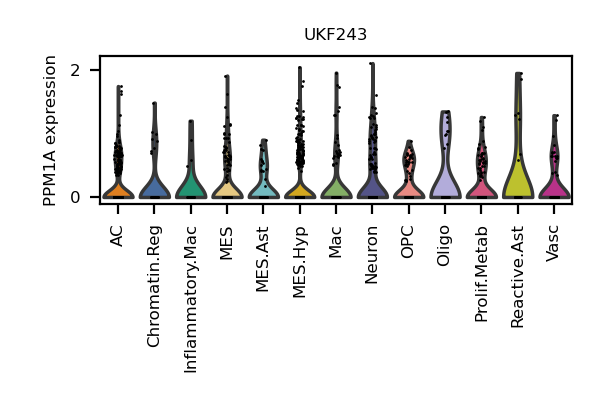 UKF243
PPM1A expression
2
0
AC
Chromatin.Reg
Inflammatory.Mac
MES
MES.Ast
MES.Hyp
Mac
Neuron
OPC
Oligo
Prolif.Metab
Reactive.Ast
Vasc